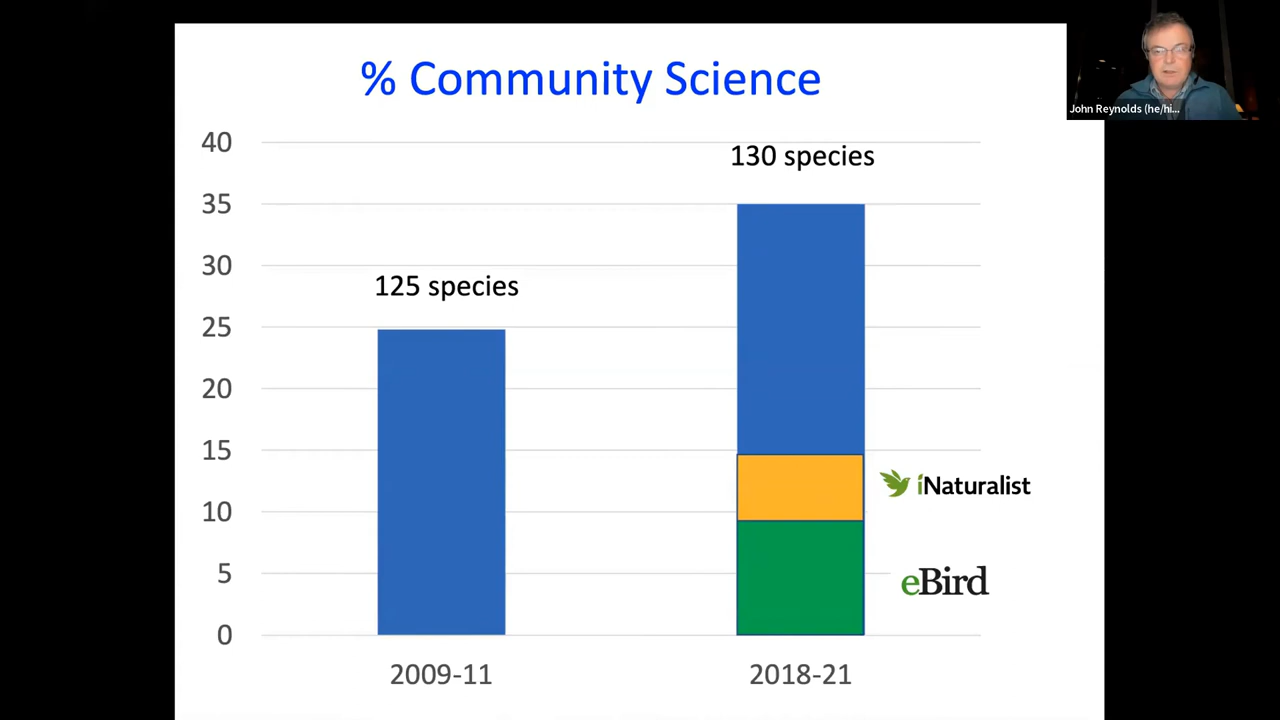 % Community Science
John Reynolds (he/hi...
40
130 species
35
30
125 species
25
20
15
iNaturalist
10
5
eBird
0
2009-11
2018-21